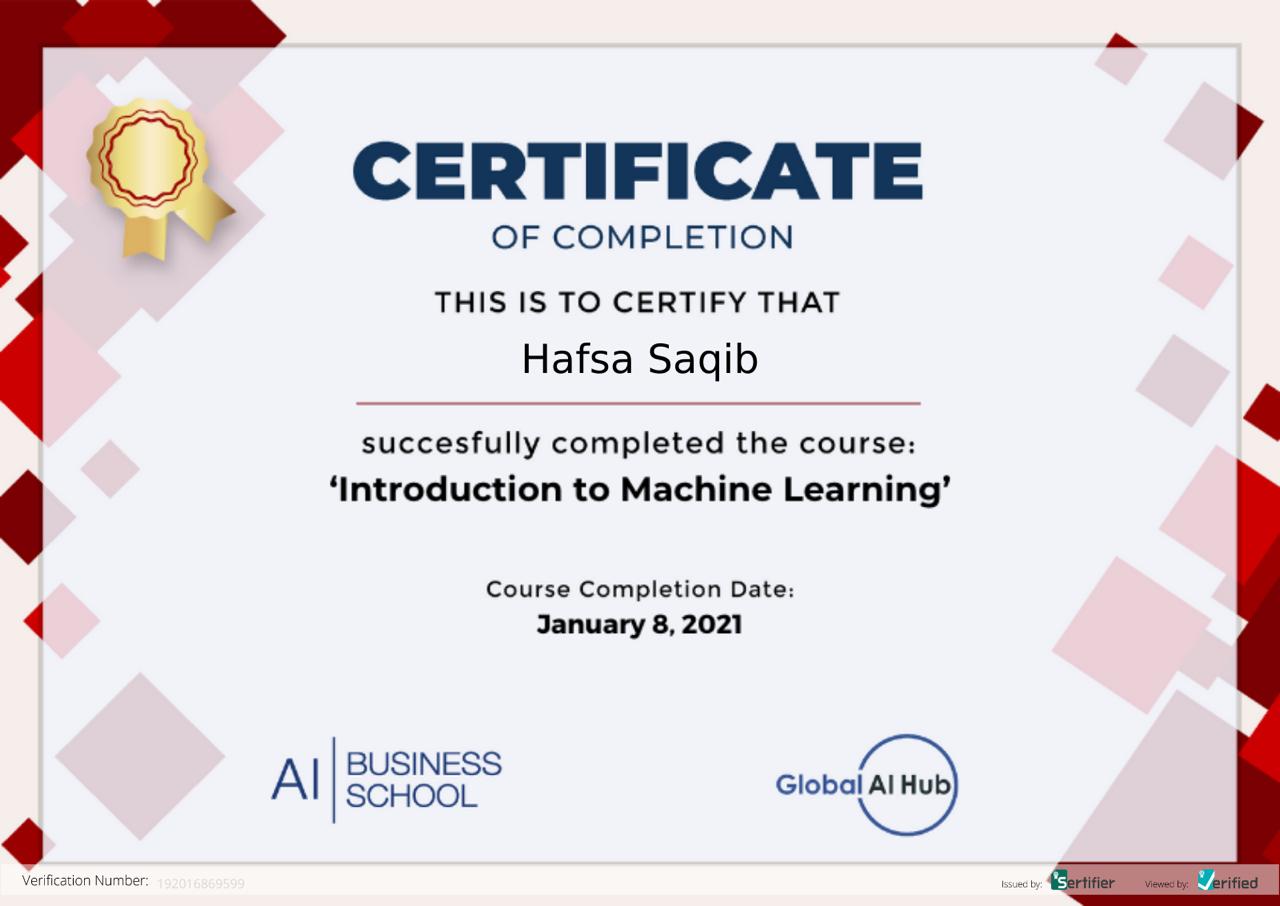 CERTIFICATE
OF COMPLETION
THIS IS TO CERTIFY THAT
Hafsa Saqib
succesfully completed the course:
‘Introduction to Machine Learning’
Course Completion Date:
January 8, 2021
AI BUSINESS
SCHOOL
Global AI Hub
Verification Number: 192016869599
Issued by: Sertifier Viewed by: Verified